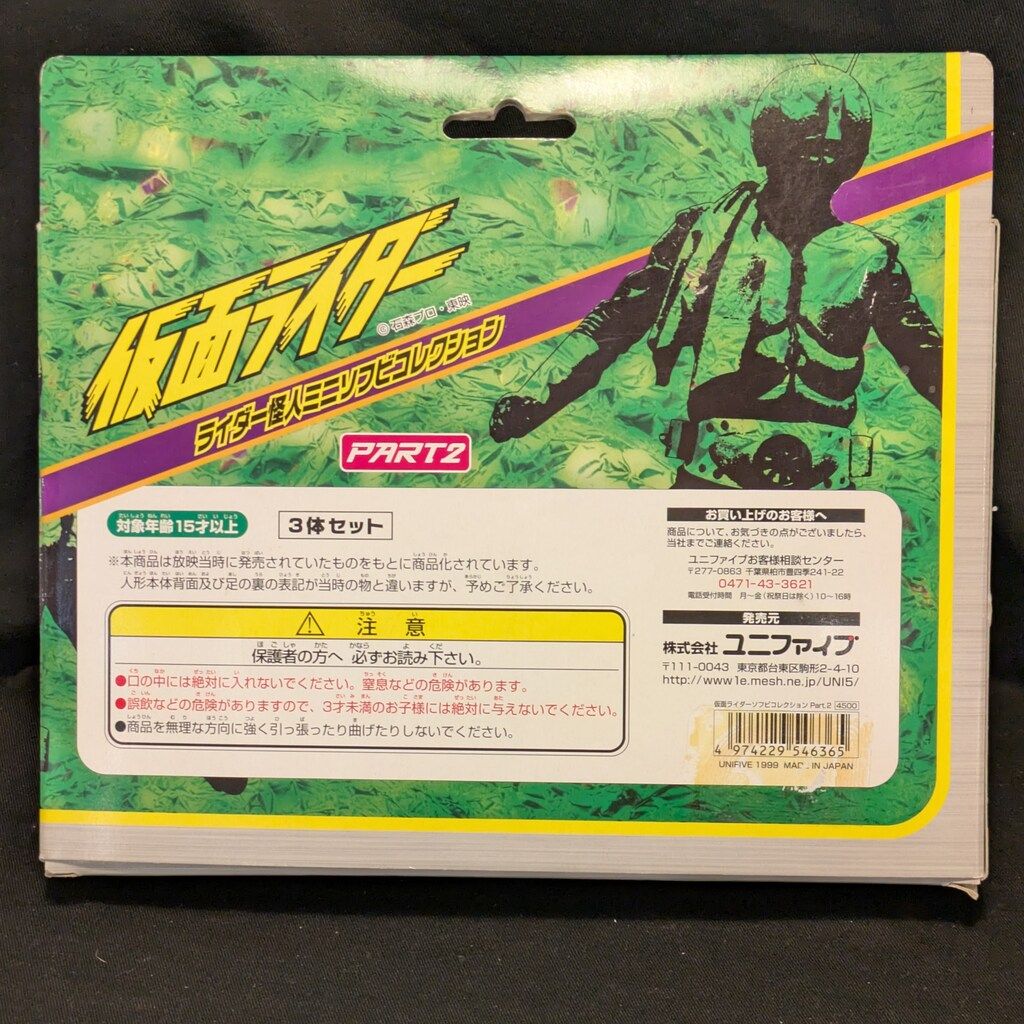 仮面ライダー
©石森プロ・東映
ライダー怪人ミニソフビコレクション
PART2
対象年齢15才以上
3体セット
※本商品は放映当時に発売されていたものをもとに商品化されています。
人形本体背面及び足の裏の表記が当時の物と違いますが、予めご了承ください。
⚠ 注意
保護者の方へ 必ずお読み下さい。
●口の中には絶対に入れないでください。窒息などの危険があります。
●誤飲などの危険がありますので、3才未満のお子様には絶対に与えないでください。
●商品を無理な方向に強く引っ張ったり曲げたりしないでください。
お買い上げのお客様へ
商品について、お気づきの点がございましたら、
当社までご連絡ください。
ユニファイブお客様相談センター
〒277-0863 千葉県柏市豊四季241-22
0471-43-3621
電話受付時間 月〜金(祝祭日は除く)10〜16時
発売元
株式会社ユニファイブ
〒111-0043 東京都台東区駒形2-4-10
http://www1e.mesh.ne.jp/UNI5/
仮面ライダーソフビコレクション Part.2 4500
4 974229 546365
UNIFIVE 1999 MADE IN JAPAN